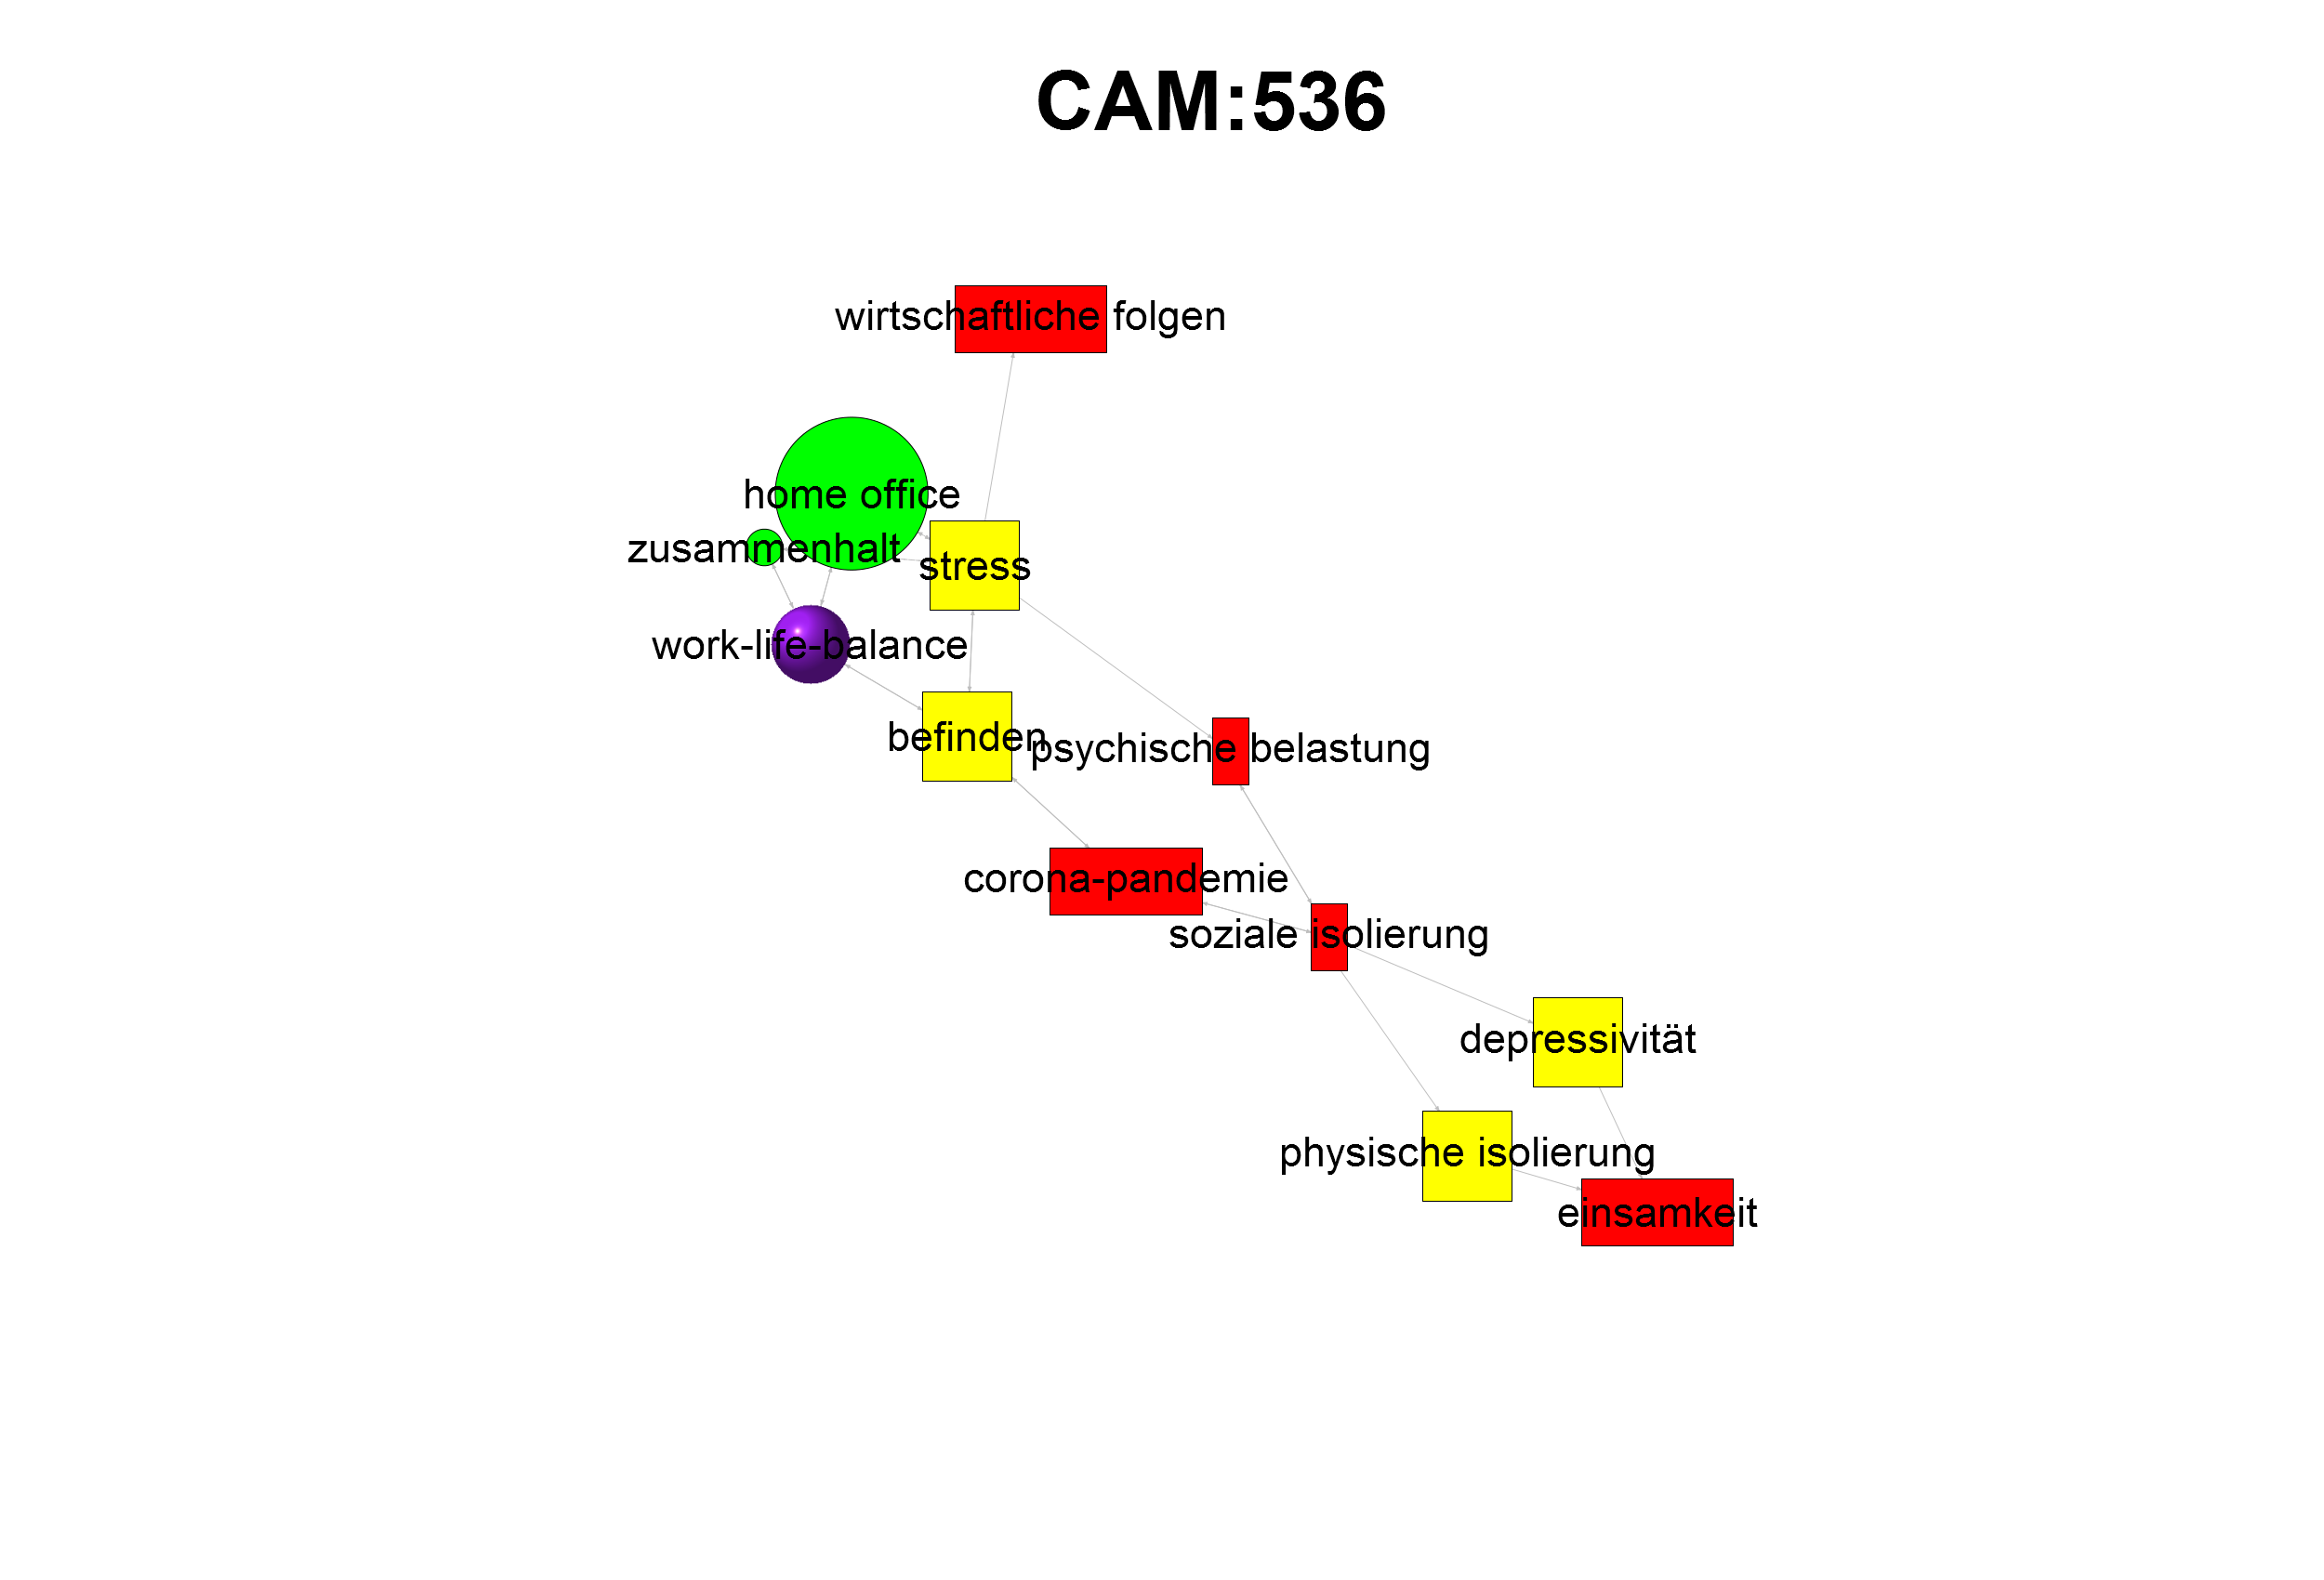 CAM:536
wirtschaftliche folgen
home office
zusammenhalt
stress
work-life-balance
befinden
psychische belastung
corona-pandemie
soziale isolierung
depressivität
physische isolierung
einsamkeit